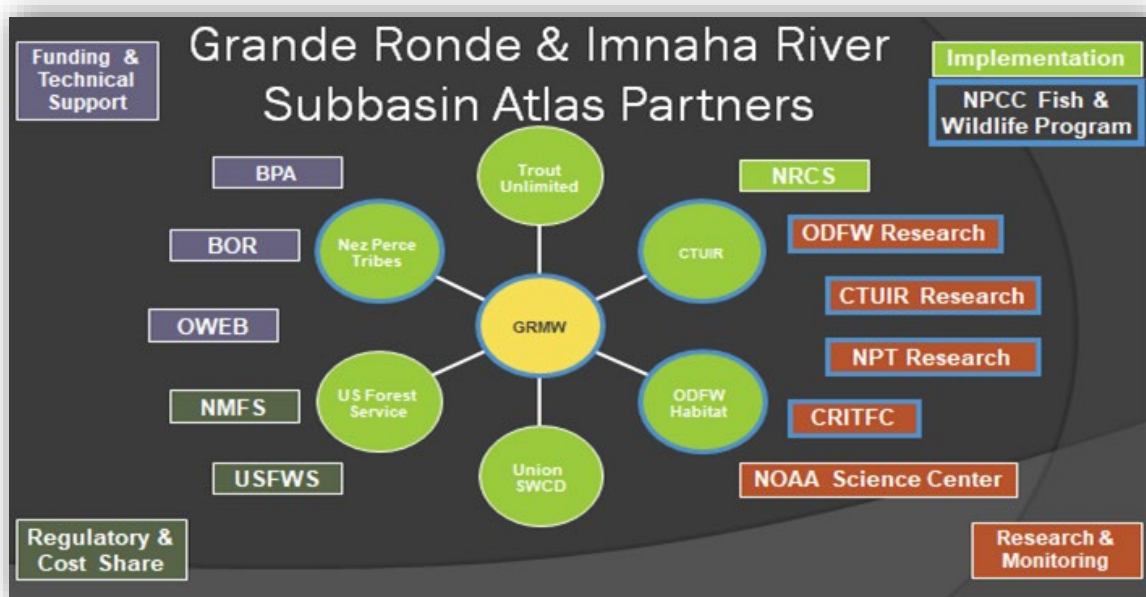 Grande Ronde & Imnaha River
Subbasin Atlas Partners
Funding &
Technical
Support
Implementation
NPCC Fish &
Wildlife Program
BPA
BOR
OWEB
NMFS
USFWS
Regulatory &
Cost Share
Trout
Unlimited
Nez Perce
Tribes
CTUIR
GRMW
US Forest
Service
ODFW
Habitat
Union
SWCD
NRCS
ODFW Research
CTUIR Research
NPT Research
CRITFC
NOAA Science Center
Research &
Monitoring